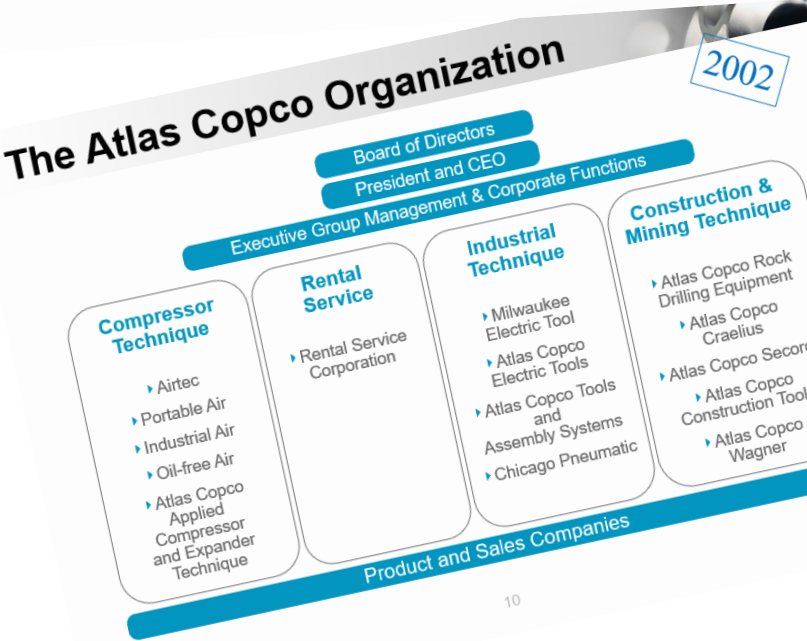 The Atlas Copco Organization
2002
Board of Directors
President and CEO
Executive Group Management & Corporate Functions
Compressor
Technique
Airtec
Portable Air
Industrial Air
Oil-free Air
Atlas Copco
Applied
Compressor
and Expander
Technique
Rental
Service
Rental Service
Corporation
Industrial
Technique
Milwaukee
Electric Tool
Atlas Copco
Electric Tools
Atlas Copco Tools
and
Assembly Systems
Chicago Pneumatic
Construction &
Mining Technique
Atlas Copco Rock
Drilling Equipment
Atlas Copco
Craelius
Atlas Copco Secor
Atlas Copco
Construction Tool
Atlas Copco
Wagner
Product and Sales Companies
10